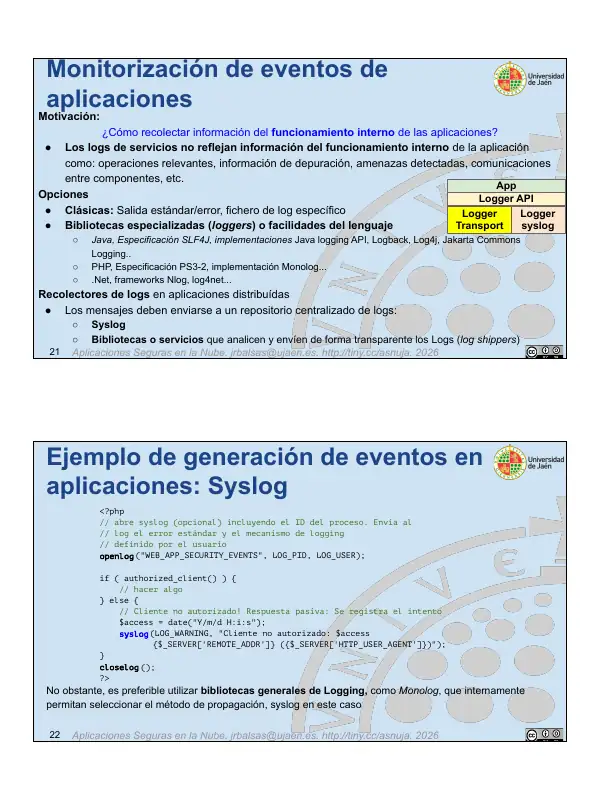 Monitorización de eventos de
aplicaciones
Universidad
de Jaén
Motivación:
¿Cómo recolectar información del funcionamiento interno de las aplicaciones?
● Los logs de servicios no reflejan información del funcionamiento interno de la aplicación
como: operaciones relevantes, información de depuración, amenazas detectadas, comunicaciones
entre componentes, etc.
Opciones
● Clásicas: Salida estándar/error, fichero de log específico
● Bibliotecas especializadas (loggers) o facilidades del lenguaje
○ Java, Especificación SLF4J, implementaciones Java logging API, Logback, Log4j, Jakarta Commons
Logging..
○ PHP, Especificación PS3-2, implementación Monolog...
○ .Net, frameworks Nlog, log4net...
App
Logger API
Logger
Transport
Logger
syslog
Recolectores de logs en aplicaciones distribuídas
● Los mensajes deben enviarse a un repositorio centralizado de logs:
○ Syslog
○ Bibliotecas o servicios que analicen y envíen de forma transparente los Logs (log shippers)
21 Aplicaciones Seguras en la Nube. jrbalsas@ujaen.es. http://tiny.cc/asnuja. 2026
Ejemplo de generación de eventos en
aplicaciones: Syslog
Universidad
de Jaén
<?php
// abre syslog (opcional) incluyendo el ID del proceso. Envía al
// log el error estándar y el mecanismo de logging
// definido por el usuario
openlog("WEB_APP_SECURITY_EVENTS", LOG_PID, LOG_USER);
if ( authorized_client() ) {
// hacer algo
} else {
// Cliente no autorizado! Respuesta pasiva: Se registra el intento
$access = date("Y/m/d H:i:s");
syslog(LOG_WARNING, "Cliente no autorizado: $access
{$_SERVER['REMOTE_ADDR']} ({$_SERVER['HTTP_USER_AGENT']})");
}
closelog();
?>
No obstante, es preferible utilizar bibliotecas generales de Logging, como Monolog, que internamente
permitan seleccionar el método de propagación, syslog en este caso
22 Aplicaciones Seguras en la Nube. jrbalsas@ujaen.es. http://tiny.cc/asnuja. 2026